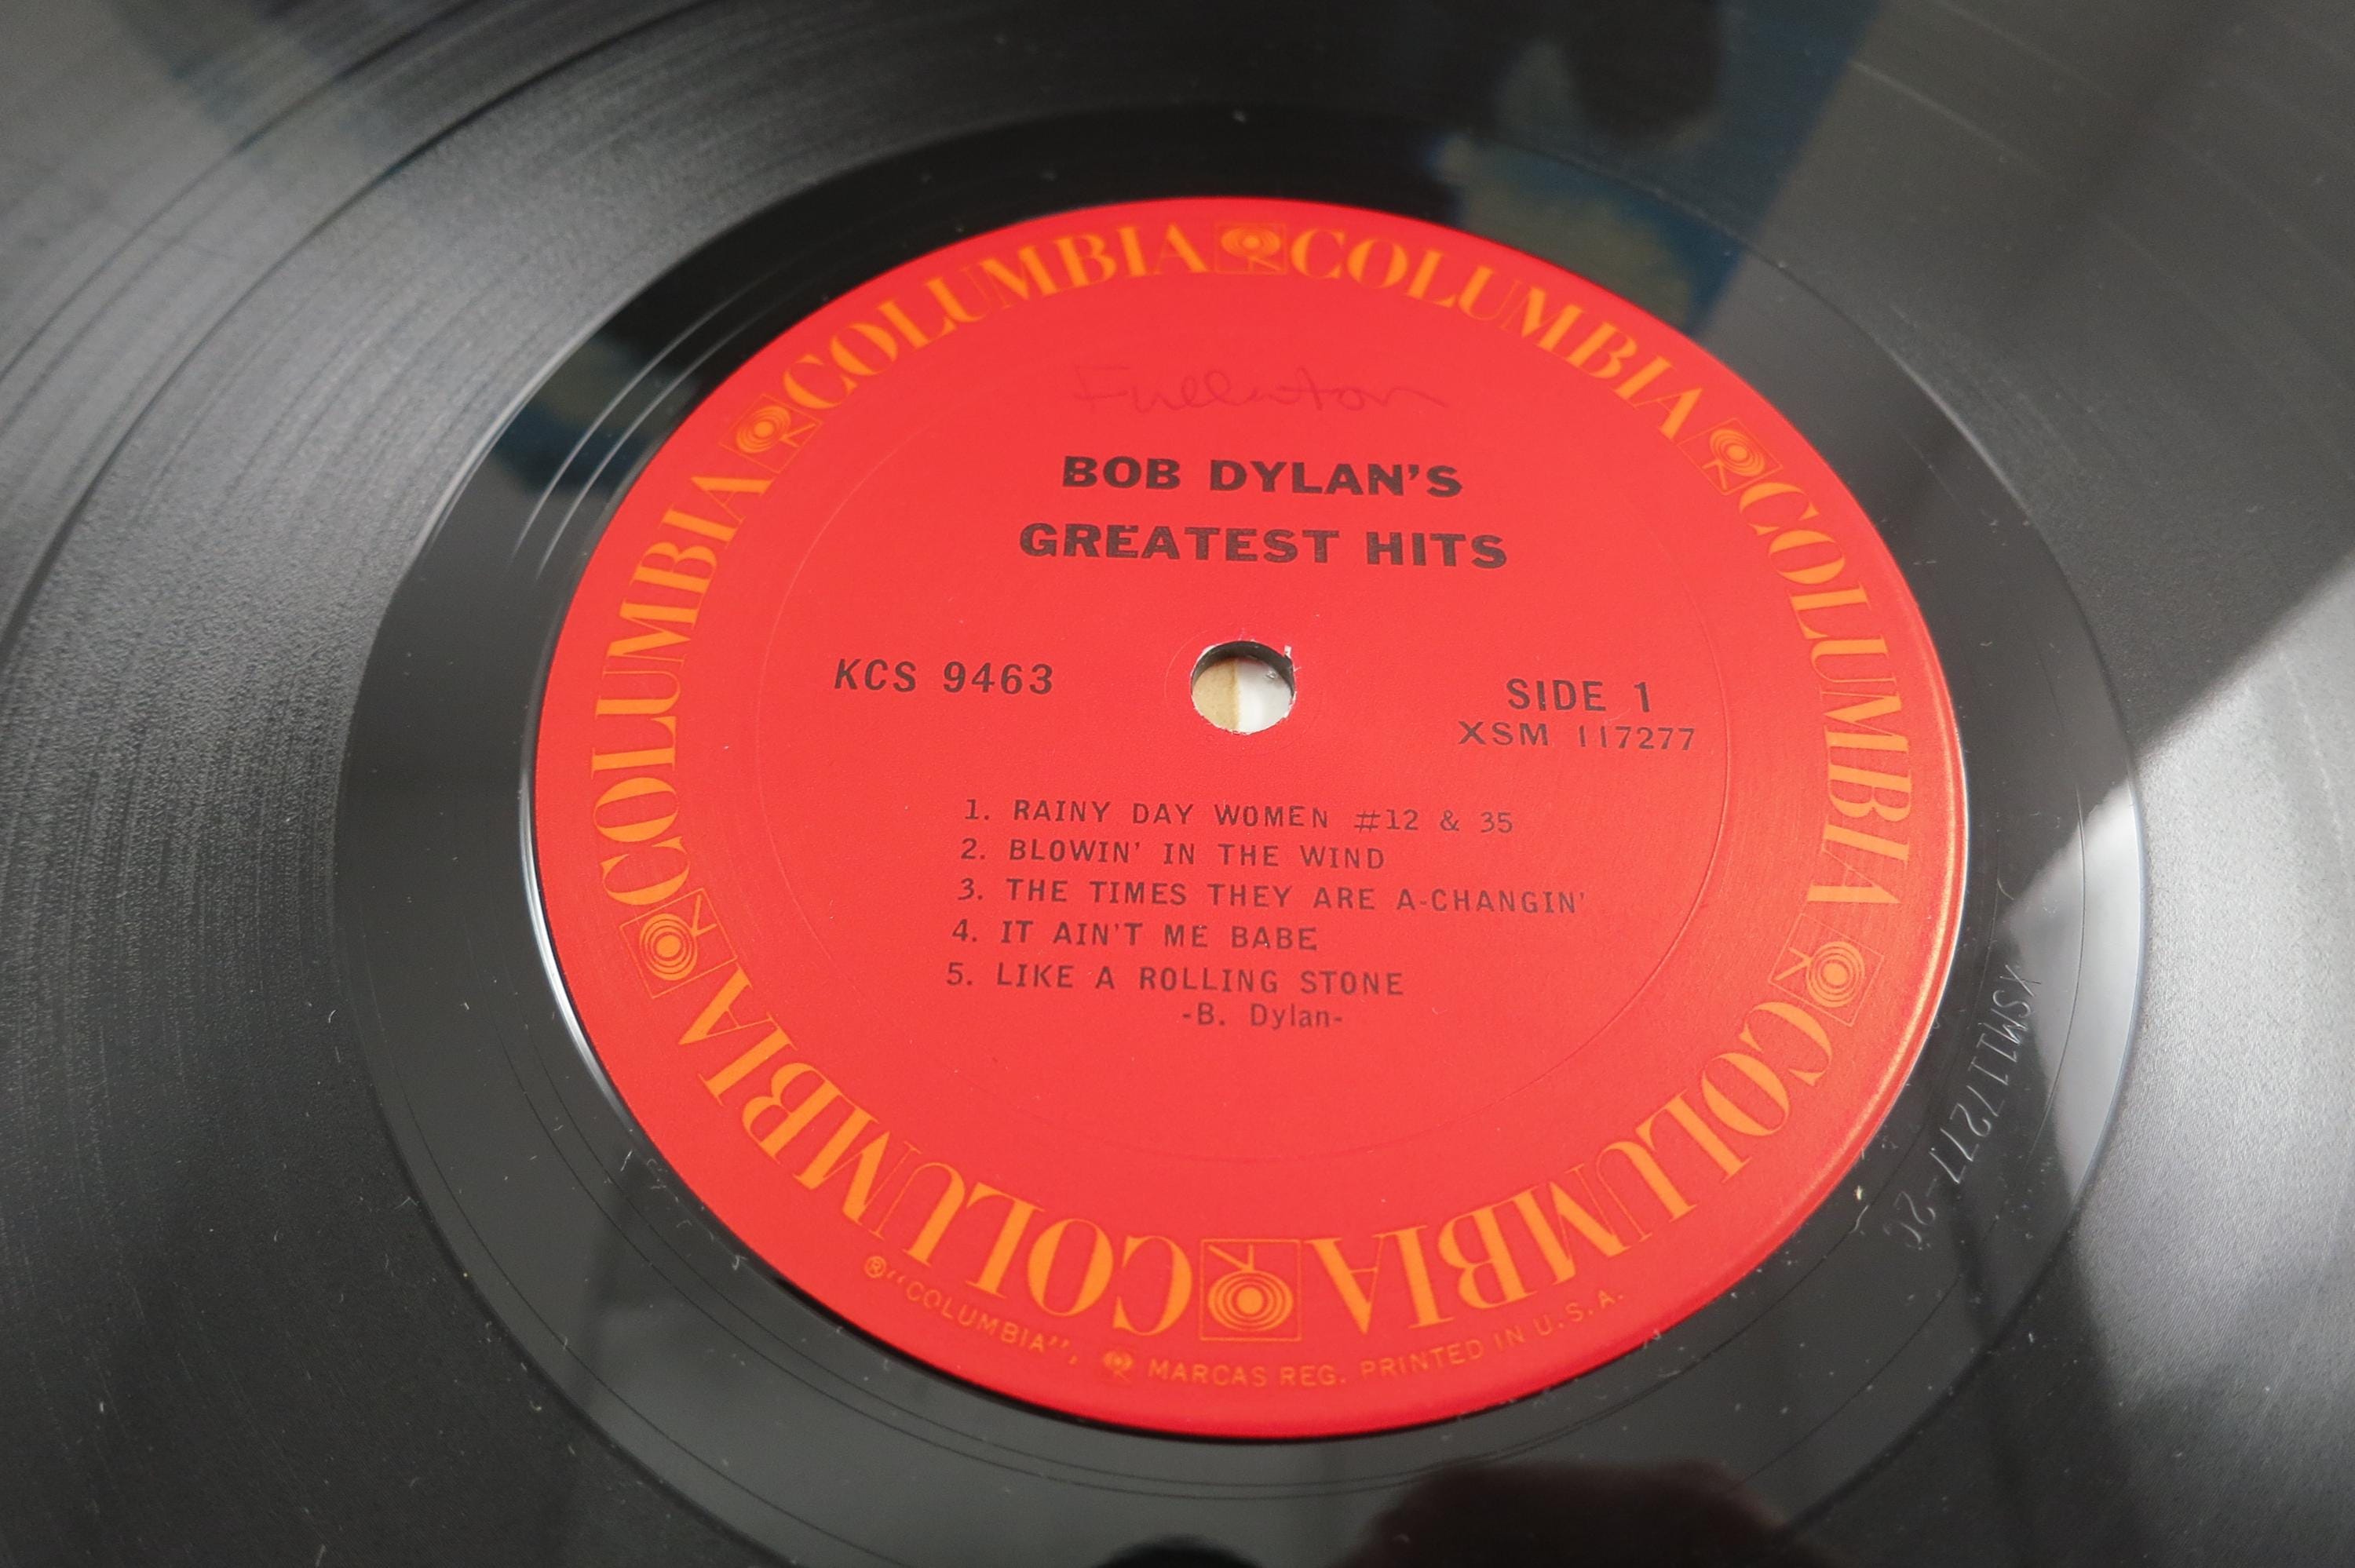 COLUMBIA COLUMBIA COLUMBIA COLUMBIA COLUMBIA COLUMBIA
BOB DYLAN'S
GREATEST HITS
KCS 9463
SIDE 1
XSM 117277
1. RAINY DAY WOMEN #12 & 35
2. BLOWIN' IN THE WIND
3. THE TIMES THEY ARE A-CHANGIN'
4. IT AIN'T ME BABE
5. LIKE A ROLLING STONE
-B. Dylan-
® "COLUMBIA", MARCAS REG. PRINTED IN U.S.A.
XSM117277-2C